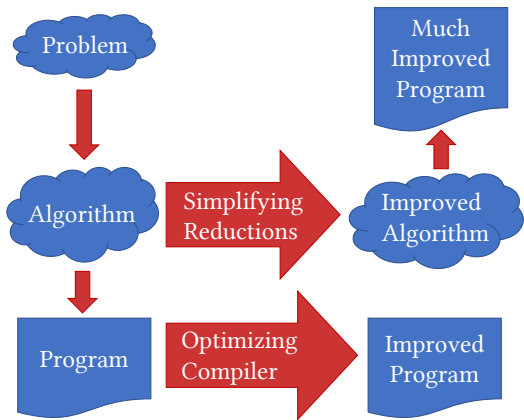 Problem
Much
Improved
Program
Algorithm
Simplifying
Reductions
Improved
Algorithm
Program
Optimizing
Compiler
Improved
Program